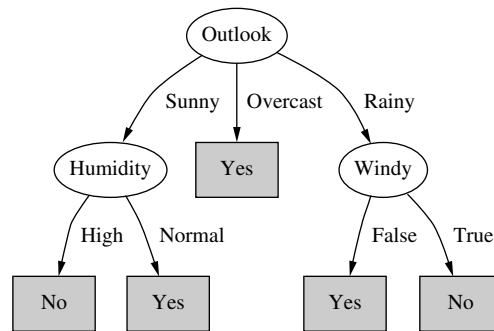 Outlook
Sunny Overcast Rainy
Humidity Yes Windy
High Normal False True
No Yes Yes No